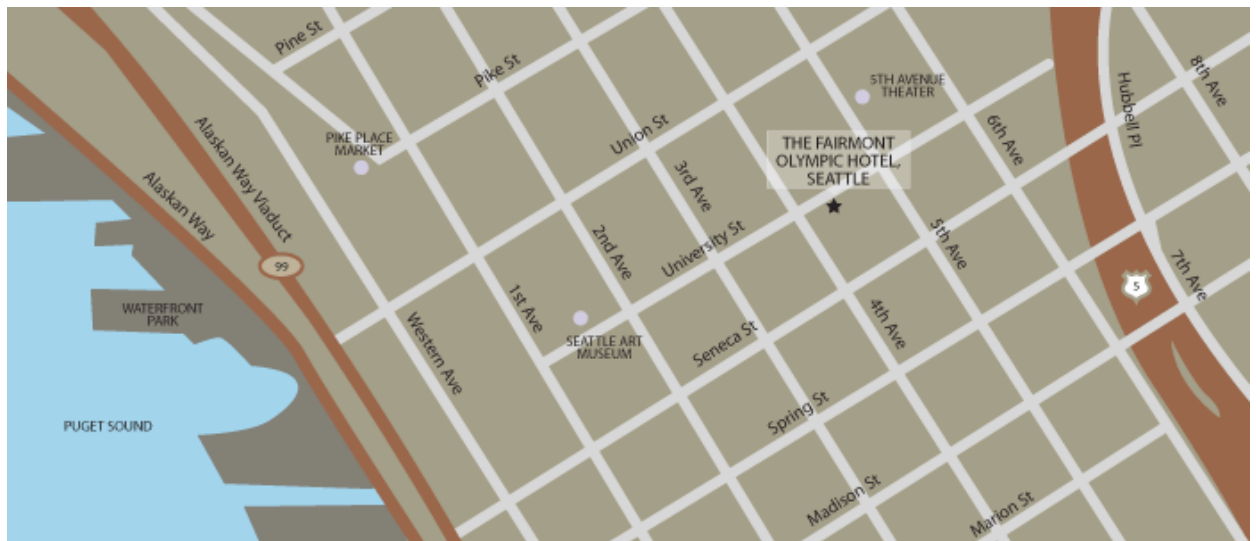 Pine St
Pike St
5TH AVENUE
THEATER
8th Ave
Hubbell Pl
PIKE PLACE
MARKET
Alaskan Way Viaduct
Union St
6th Ave
THE FAIRMONT
OLYMPIC HOTEL,
SEATTLE
3rd Ave
Alaskan Way
99
2nd Ave
University St
5th Ave
7th Ave
5
WATERFRONT
PARK
1st Ave
4th Ave
Western Ave
SEATTLE ART
MUSEUM
Seneca St
PUGET SOUND
Spring St
Madison St
Marion St